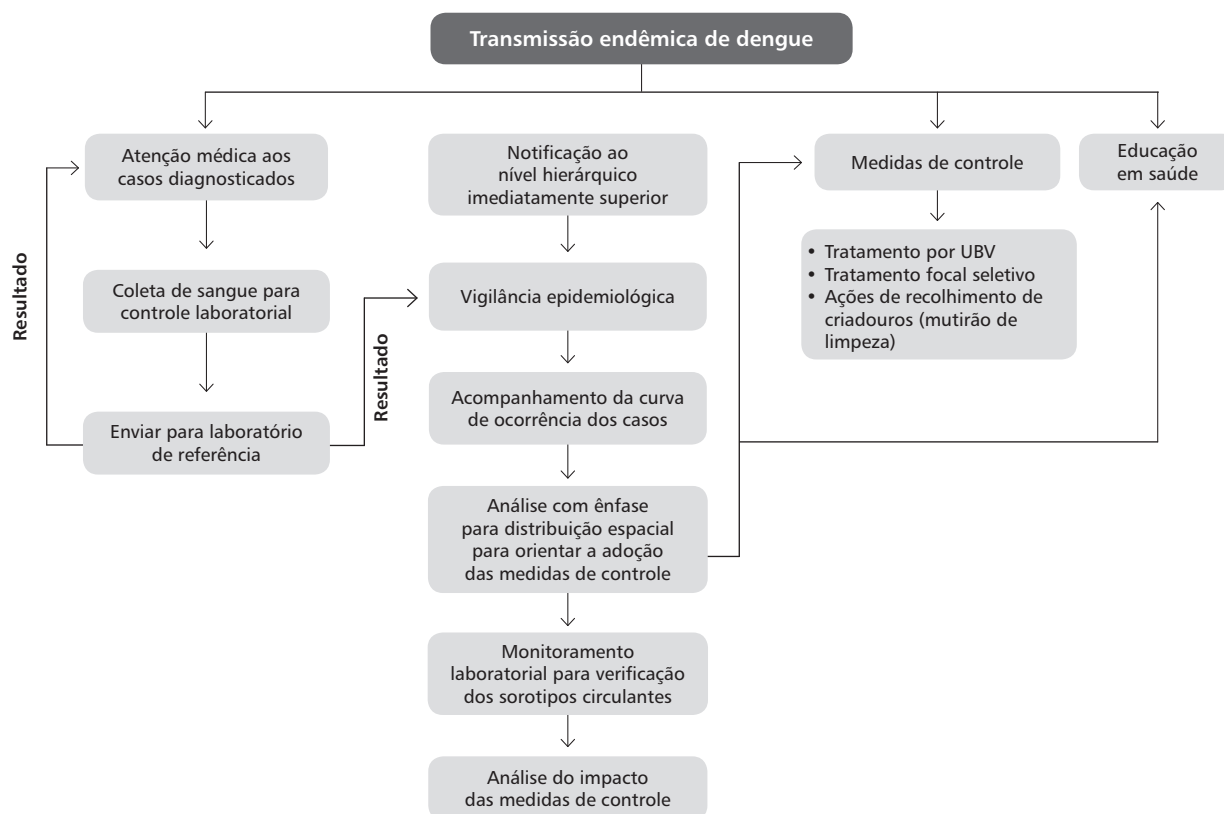 Transmissão endêmica de dengue
Atenção médica aos
casos diagnosticados
Notificação ao
nível hierárquico
imediatamente superior
Medidas de controle
Educação
em saúde
Resultado
Coleta de sangue para
controle laboratorial
Vigilância epidemiológica
• Tratamento por UBV
• Tratamento focal seletivo
• Ações de recolhimento de
criadouros (mutirão de
limpeza)
Resultado
Enviar para laboratório
de referência
Acompanhamento da curva
de ocorrência dos casos
Análise com ênfase
para distribuição espacial
para orientar a adoção
das medidas de controle
Monitoramento
laboratorial para verificação
dos sorotipos circulantes
Análise do impacto
das medidas de controle